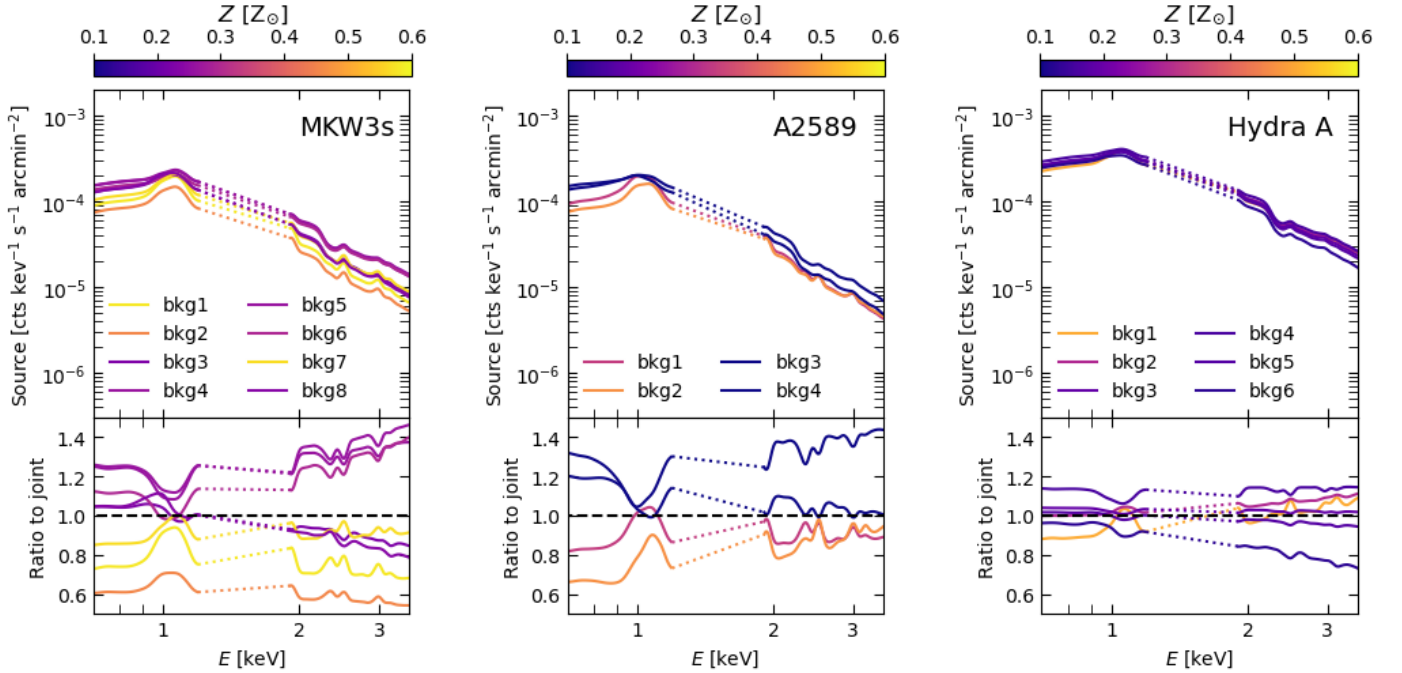 Z [Z⊙]
0.1 0.2 0.3 0.4 0.5 0.6
Source [cts kev⁻¹ s⁻¹ arcmin⁻²]
10⁻³
10⁻⁴
10⁻⁵
10⁻⁶
MKW3s
bkg1 bkg5
bkg2 bkg6
bkg3 bkg7
bkg4 bkg8
Ratio to joint
1.4
1.2
1.0
0.8
0.6
1 2 3
E [keV]
Z [Z⊙]
0.1 0.2 0.3 0.4 0.5 0.6
Source [cts kev⁻¹ s⁻¹ arcmin⁻²]
10⁻³
10⁻⁴
10⁻⁵
10⁻⁶
A2589
bkg1 bkg3
bkg2 bkg4
Ratio to joint
1.4
1.2
1.0
0.8
0.6
1 2 3
E [keV]
Z [Z⊙]
0.1 0.2 0.3 0.4 0.5 0.6
Source [cts kev⁻¹ s⁻¹ arcmin⁻²]
10⁻³
10⁻⁴
10⁻⁵
10⁻⁶
Hydra A
bkg1 bkg4
bkg2 bkg5
bkg3 bkg6
Ratio to joint
1.4
1.2
1.0
0.8
0.6
1 2 3
E [keV]